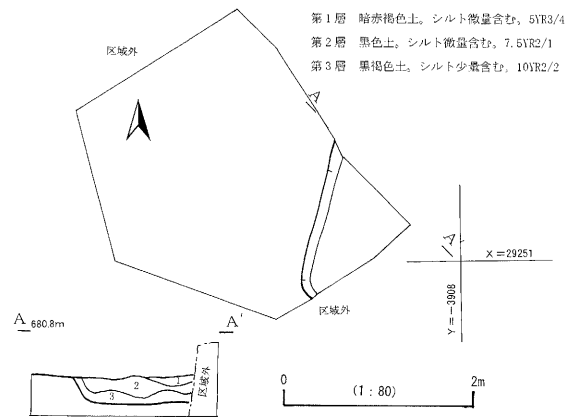 第1層 暗赤褐色土。シルト微量含む，5YR3/4
第2層 黒色土。シルト微量含む，7.5YR2/1
第3層 黒褐色土。シルト少量含む，10YR2/2
区域外
A
A
X=29251
Y=-3908
区域外
A 680.8m
A'
1
2
3
区域外
0
(1:80)
2m